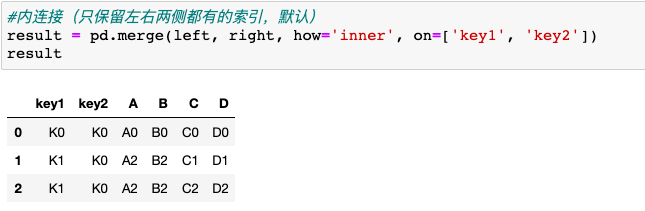 #内连接（只保留左右两侧都有的索引，默认）
result = pd.merge(left, right, how='inner', on=['key1', 'key2'])
result
key1 key2 A B C D
0 K0 K0 A0 B0 C0 D0
1 K1 K0 A2 B2 C1 D1
2 K1 K0 A2 B2 C2 D2